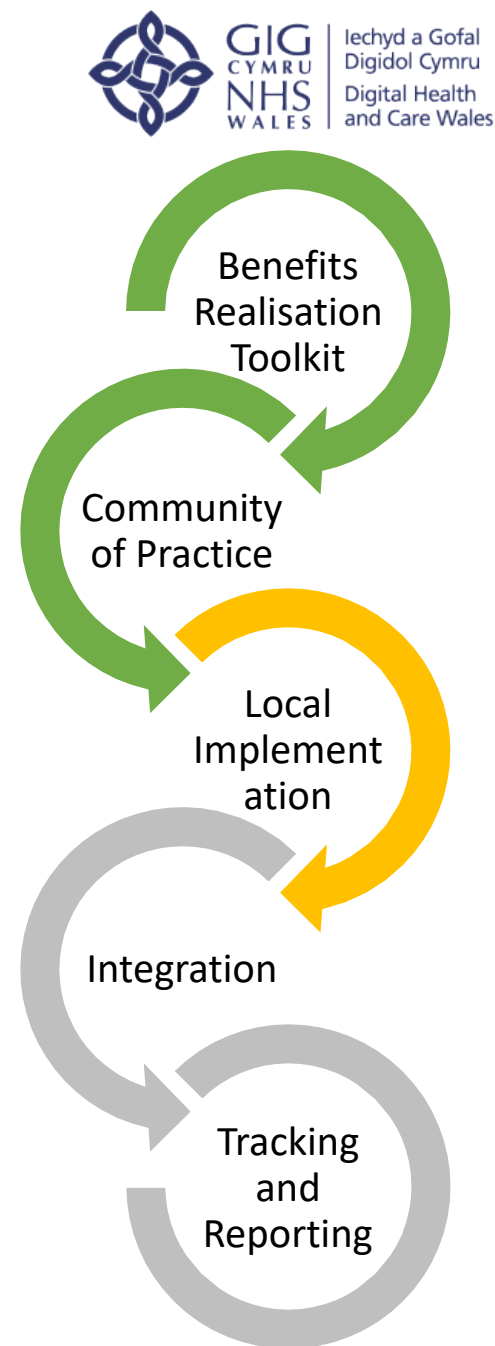 GIG
CYMRU
NHS
WALES
Iechyd a Gofal
Digidol Cymru
Digital Health
and Care Wales
Benefits
Realisation
Toolkit
Community
of Practice
Local
Implement
ation
Integration
Tracking
and
Reporting